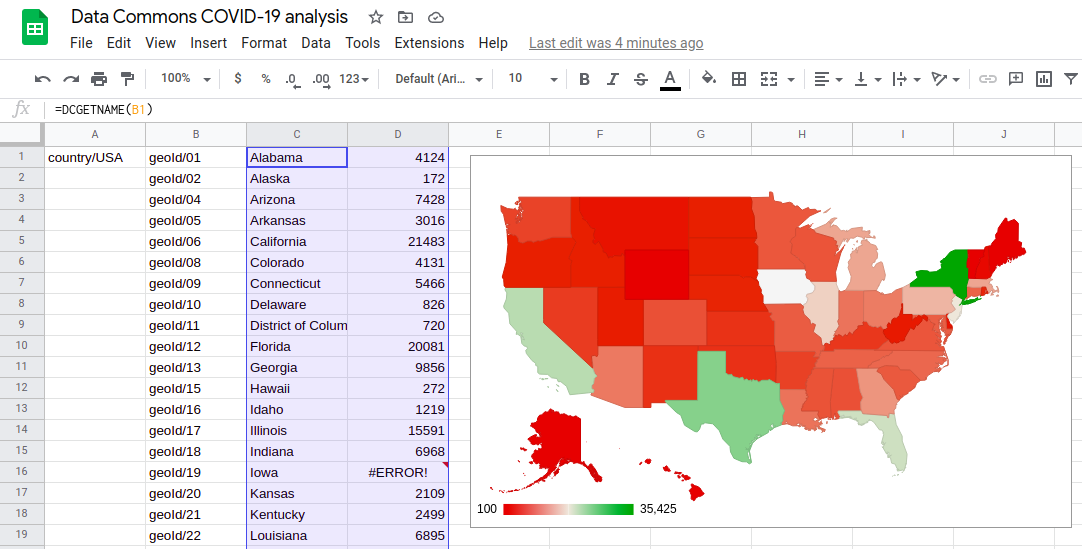 Data Commons COVID-19 analysis
File Edit View Insert Format Data Tools Extensions Help Last edit was 4 minutes ago
100% $ % .0 .00 123 Default (Ari... 10 B I S A
fx =DCGETNAME(B1)
A B C D E F G H I J
1 country/USA geoId/01 Alabama 4124
2 geoId/02 Alaska 172
3 geoId/04 Arizona 7428
4 geoId/05 Arkansas 3016
5 geoId/06 California 21483
6 geoId/08 Colorado 4131
7 geoId/09 Connecticut 5466
8 geoId/10 Delaware 826
9 geoId/11 District of Colum 720
10 geoId/12 Florida 20081
11 geoId/13 Georgia 9856
12 geoId/15 Hawaii 272
13 geoId/16 Idaho 1219
14 geoId/17 Illinois 15591
15 geoId/18 Indiana 6968
16 geoId/19 Iowa #ERROR!
17 geoId/20 Kansas 2109
18 geoId/21 Kentucky 2499
19 geoId/22 Louisiana 6895
100 35,425